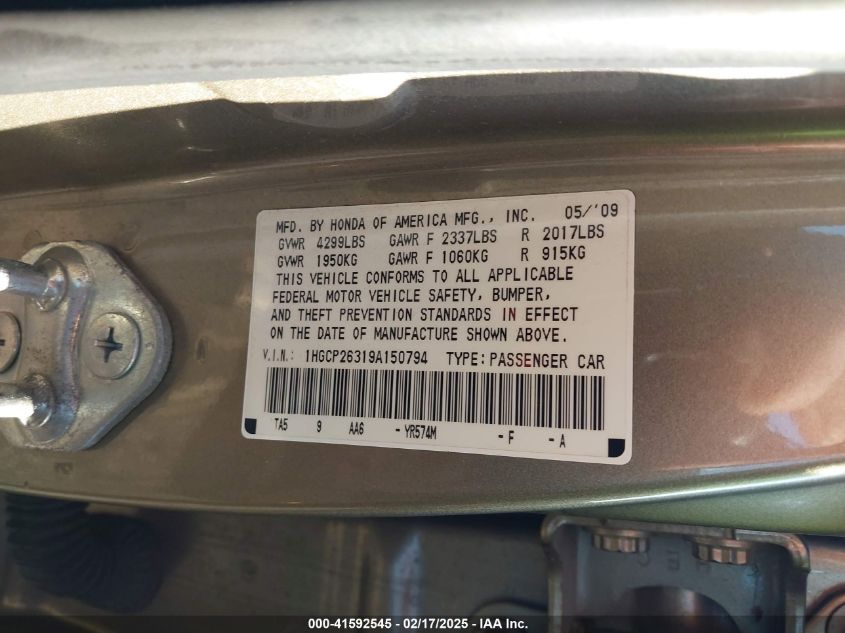 MFD. BY HONDA OF AMERICA MFG., INC. 05/'09
GVWR 4299LBS GAWR F 2337LBS R 2017LBS
GVWR 1950KG GAWR F 1060KG R 915KG
THIS VEHICLE CONFORMS TO ALL APPLICABLE
FEDERAL MOTOR VEHICLE SAFETY, BUMPER,
AND THEFT PREVENTION STANDARDS IN EFFECT
ON THE DATE OF MANUFACTURE SHOWN ABOVE.
V.I.N.: 1HGCP26319A150794 TYPE:PASSENGER CAR
TA5 9 AA6 -YR574M -F -A
000-41592545 - 02/17/2025 - IAA Inc.